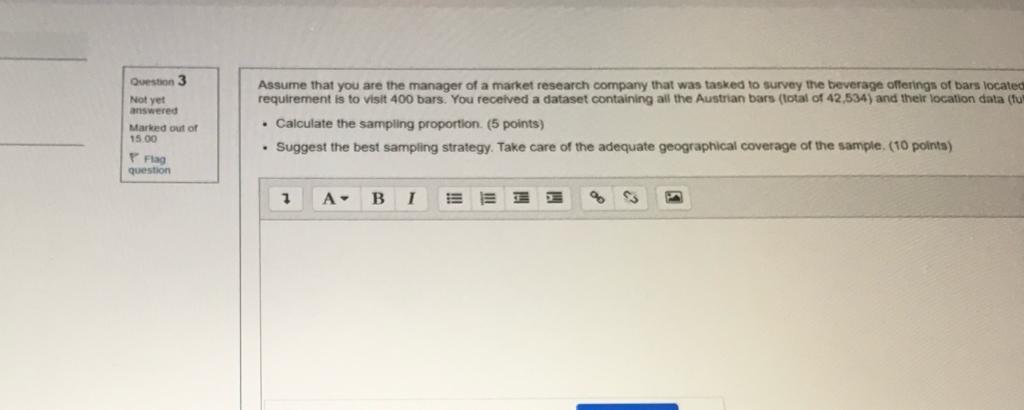 Question 3
Not yet
answered
Marked out of
15.00
Flag
question
Assume that you are the manager of a market research company that was tasked to survey the beverage offerings of bars located
requirement is to visit 400 bars. You received a dataset containing all the Austrian bars (total of 42,534) and their location data (ful
• Calculate the sampling proportion. (5 points)
• Suggest the best sampling strategy. Take care of the adequate geographical coverage of the sample. (10 points)
A B I